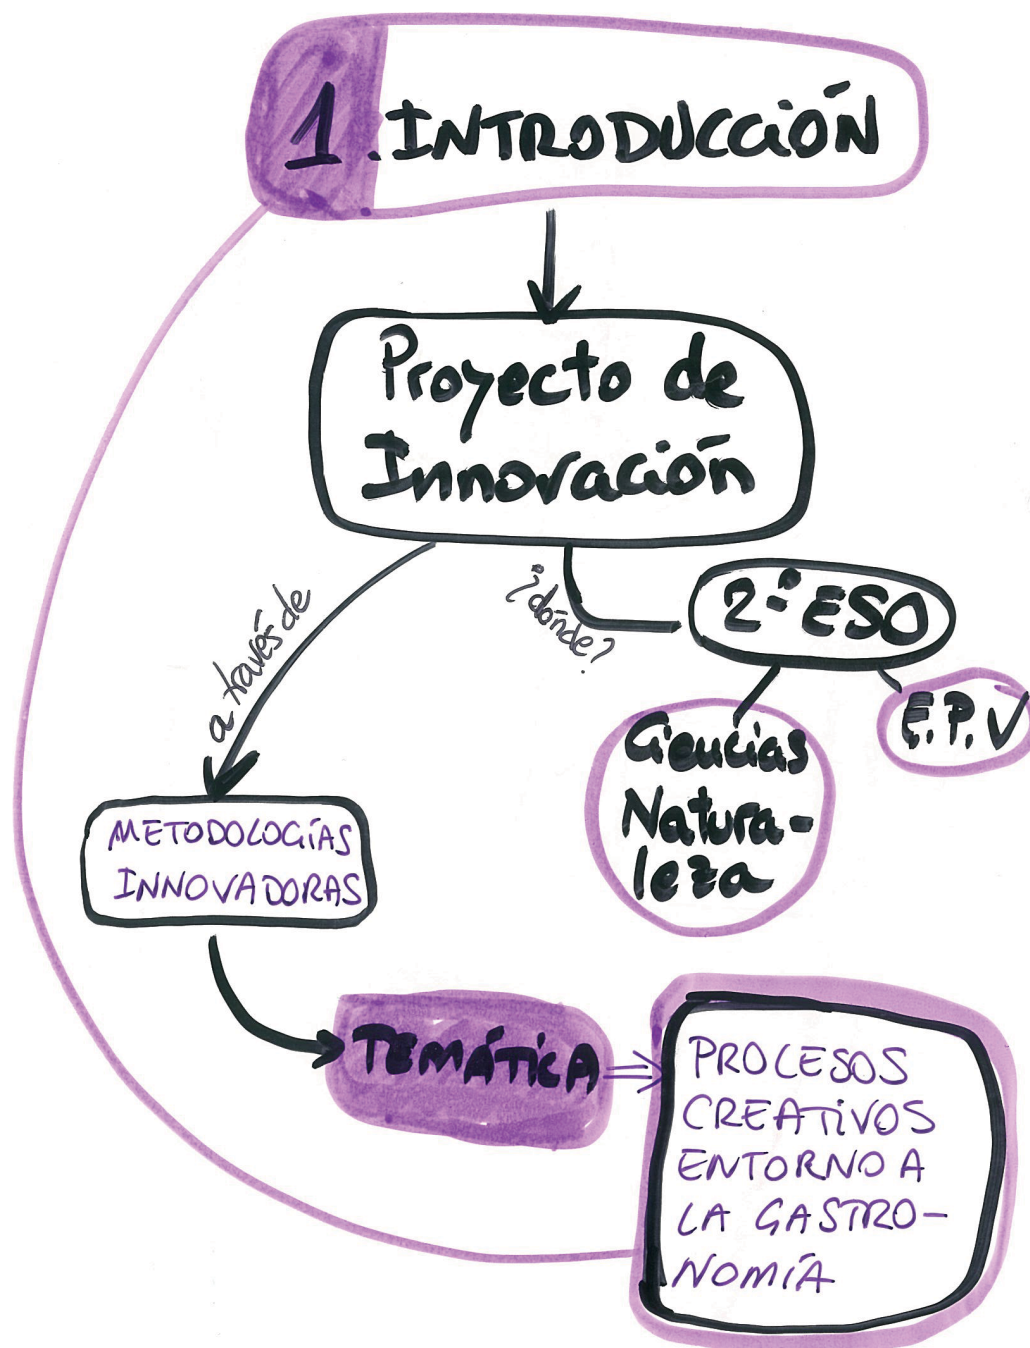 1. INTRODUCCIÓN
Proyecto de
Innovación
a través de
¿dónde?
2º ESO
E.P.V
Ciencias
Natura-
leza
METODOLOGÍAS
INNOVADORAS
TEMÁTICA
PROCESOS
CREATIVOS
ENTORNO A
LA GASTRO-
NOMÍA